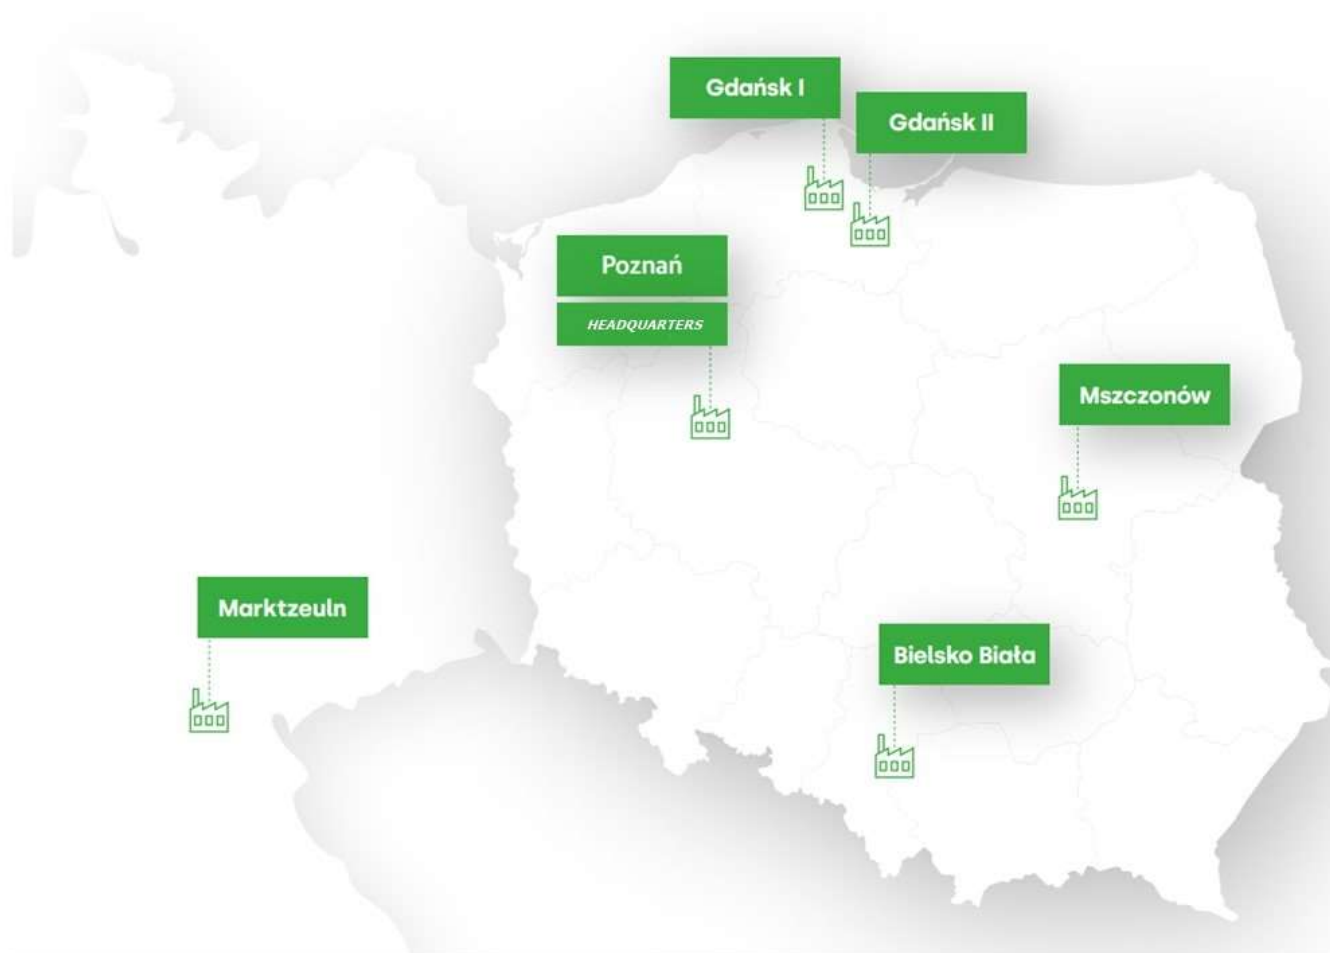 Gdańsk I
Gdańsk II
Poznań
HEADQUARTERS
Mszczonów
Marktzeuln
Bielsko Biała